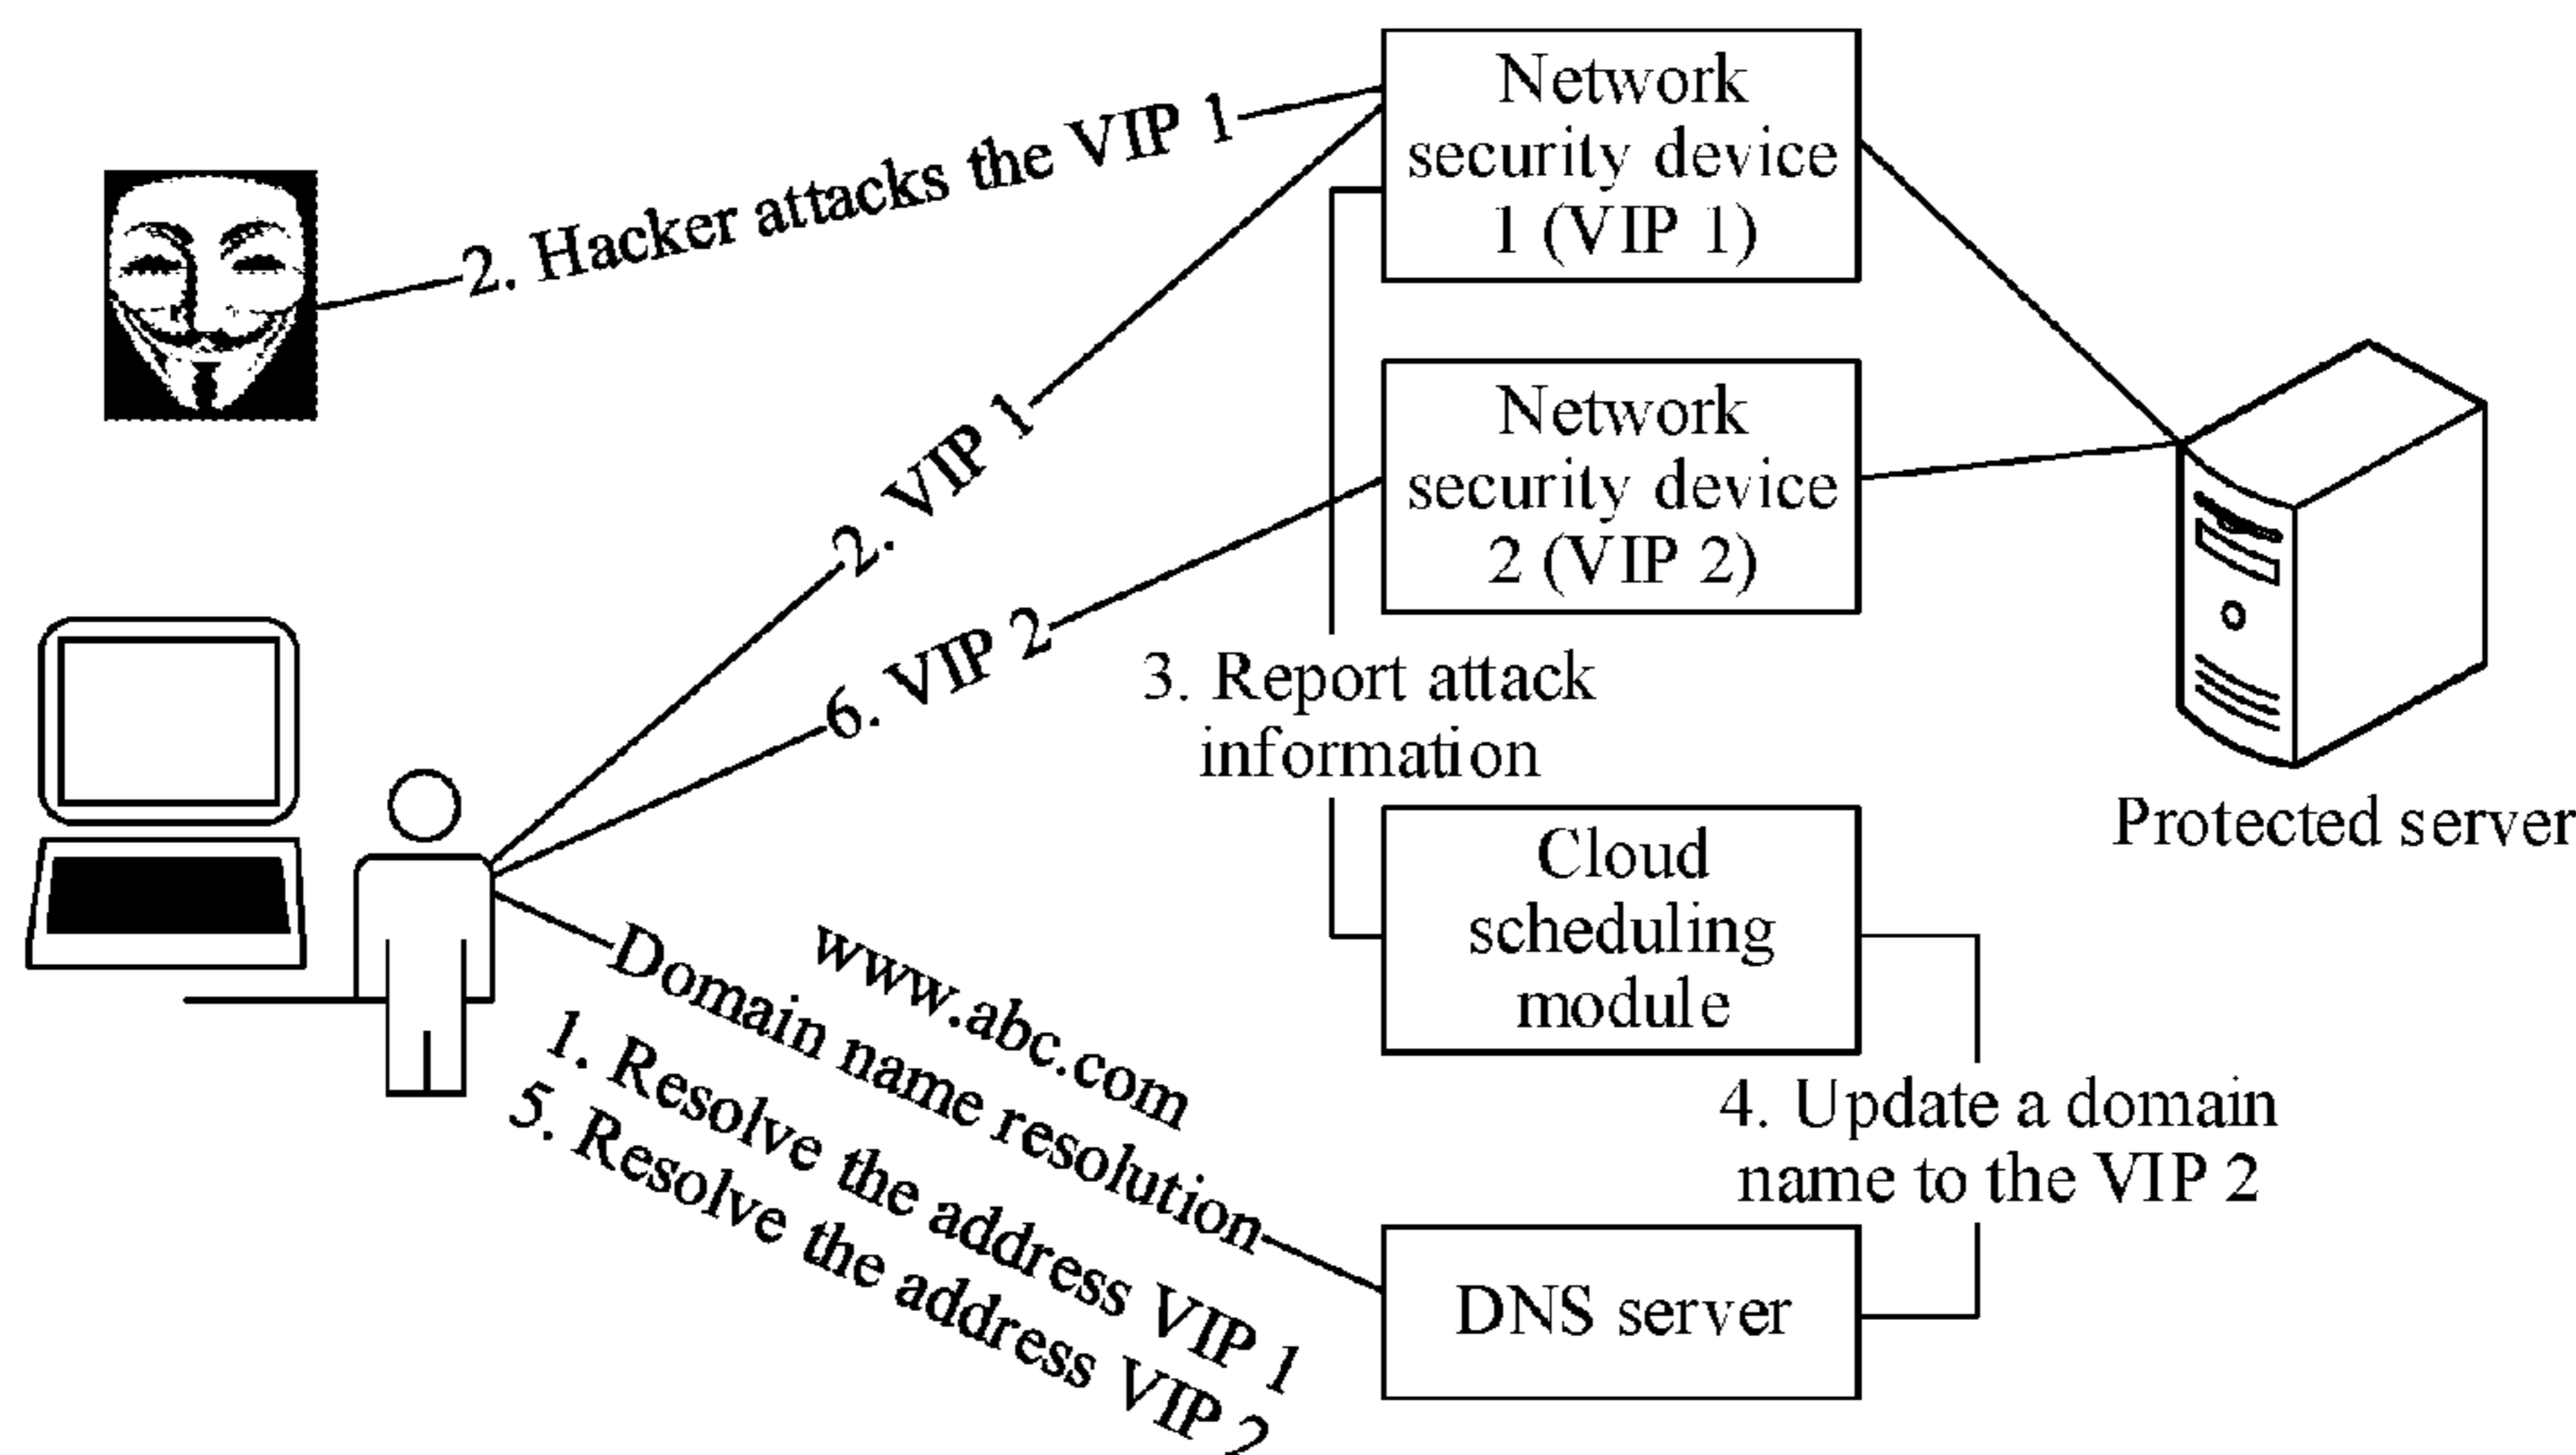 Network
security device
1 (VIP 1)
2. Hacker attacks the VIP 1
2. VIP 1
Network
security device
2 (VIP 2)
6. VIP 2
3. Report attack
information
Protected server
Cloud
scheduling
module
www.abc.com
Domain name resolution
1. Resolve the address VIP 1
5. Resolve the address VIP 2
4. Update a domain
name to the VIP 2
DNS server